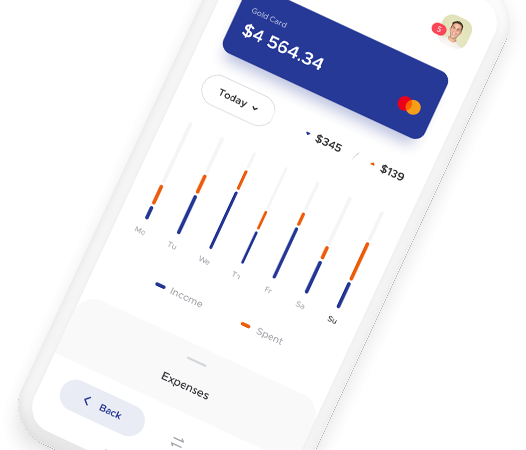 5
Gold Card
$4 564.34
Today
$345 / $139
Mo Tu We Th Fr Sa Su
Income
Spent
Expenses
Back